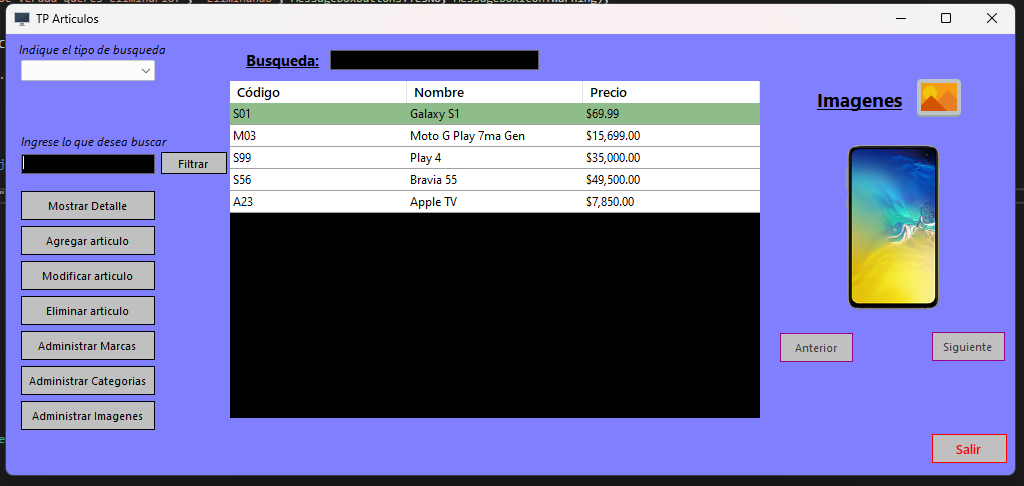 TP Articulos
Indique el tipo de busqueda
Busqueda:
Código Nombre Precio
S01 Galaxy S1 $69.99
M03 Moto G Play 7ma Gen $15,699.00
S99 Play 4 $35,000.00
S56 Bravia 55 $49,500.00
A23 Apple TV $7,850.00
Ingrese lo que desea buscar
Filtrar
Mostrar Detalle
Agregar articulo
Modificar articulo
Eliminar articulo
Administrar Marcas
Administrar Categorias
Administrar Imagenes
Imagenes
Anterior
Siguiente
Salir